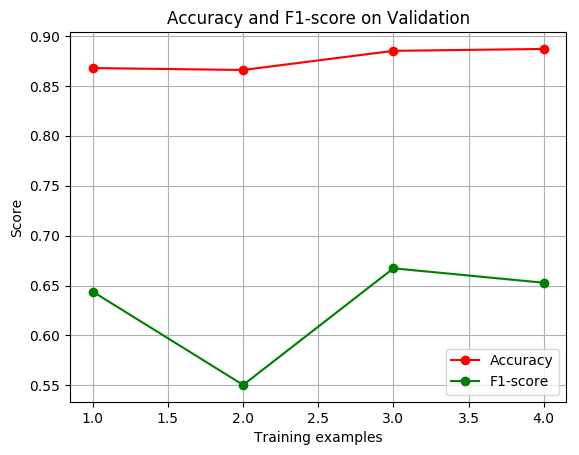 Accuracy and F1-score on Validation
0.90
0.85
0.80
0.75
0.70
0.65
0.60
0.55
Score
1.0 1.5 2.0 2.5 3.0 3.5 4.0
Training examples
Accuracy
F1-score